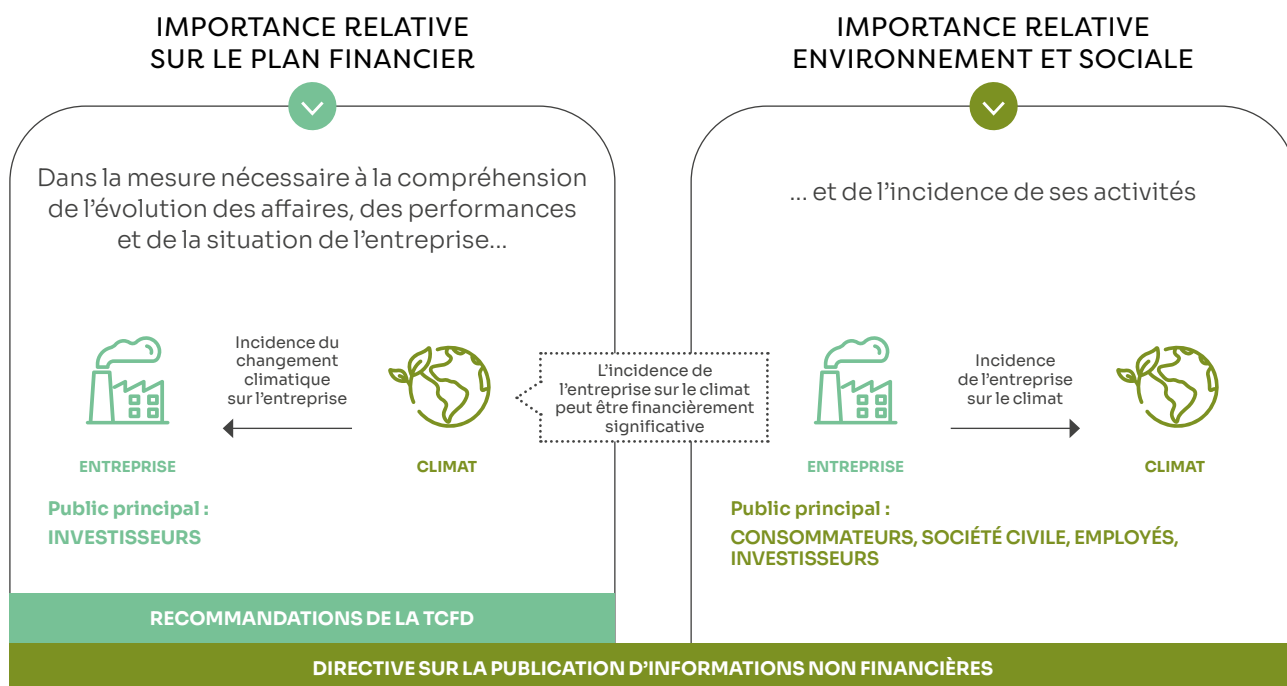 IMPORTANCE RELATIVE
SUR LE PLAN FINANCIER
Dans la mesure nécessaire à la compréhension
de l’évolution des affaires, des performances
et de la situation de l’entreprise...
Incidence du
changement
climatique
sur l’entreprise
ENTREPRISE
CLIMAT
Public principal :
INVESTISSEURS
RECOMMANDATIONS DE LA TCFD
L’incidence de
l’entreprise sur le climat
peut être financièrement
significative
IMPORTANCE RELATIVE
ENVIRONNEMENT ET SOCIALE
... et de l’incidence de ses activités
Incidence
de l’entreprise
sur le climat
ENTREPRISE
CLIMAT
Public principal :
CONSOMMATEURS, SOCIÉTÉ CIVILE, EMPLOYÉS,
INVESTISSEURS
DIRECTIVE SUR LA PUBLICATION D’INFORMATIONS NON FINANCIÈRES